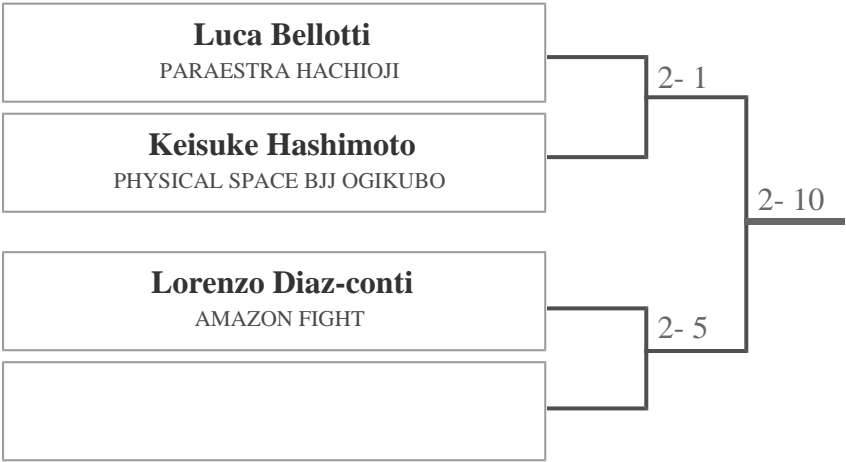 Luca Bellotti
PARAESTRA HACHIOJI
2- 1
Keisuke Hashimoto
PHYSICAL SPACE BJJ OGIKUBO
2- 10
Lorenzo Diaz-conti
AMAZON FIGHT
2- 5